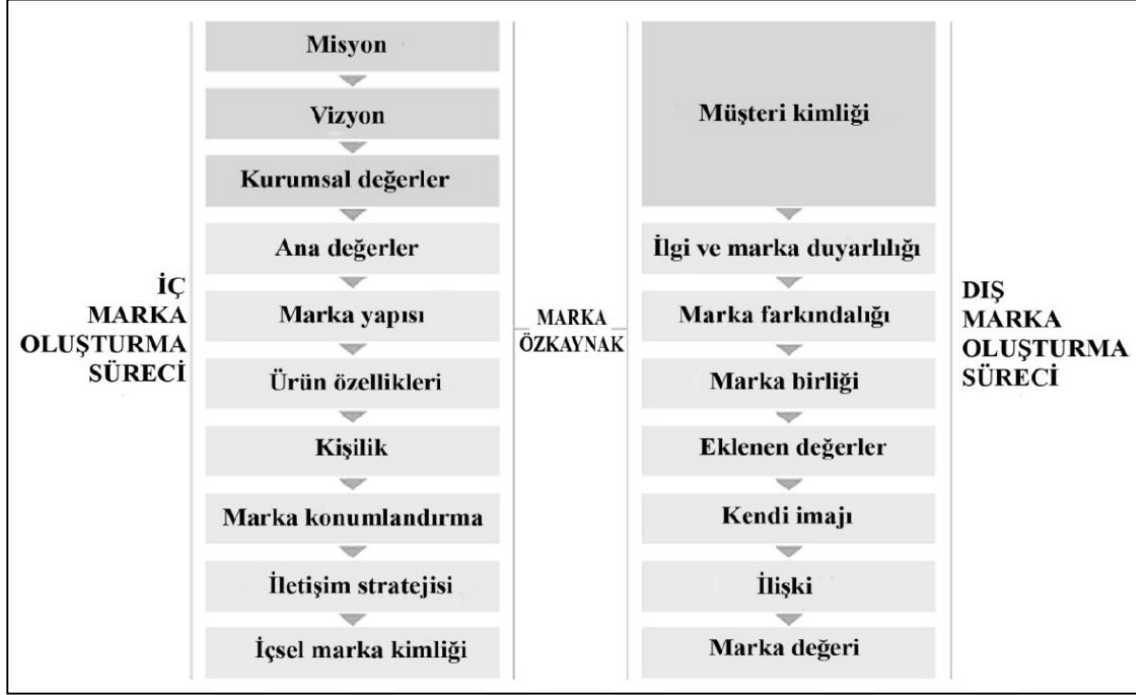 İÇ
MARKA
OLUŞTURMA
SÜRECİ
Misyon
Vizyon
Kurumsal değerler
Ana değerler
Marka yapısı
Ürün özellikleri
Kişilik
Marka konumlandırma
İletişim stratejisi
İçsel marka kimliği
MARKA
ÖZKAYNAK
Müşteri kimliği
İlgi ve marka duyarlılığı
Marka farkındalığı
Marka birliği
Eklenen değerler
Kendi imajı
İlişki
Marka değeri
DIŞ
MARKA
OLUŞTURMA
SÜRECİ